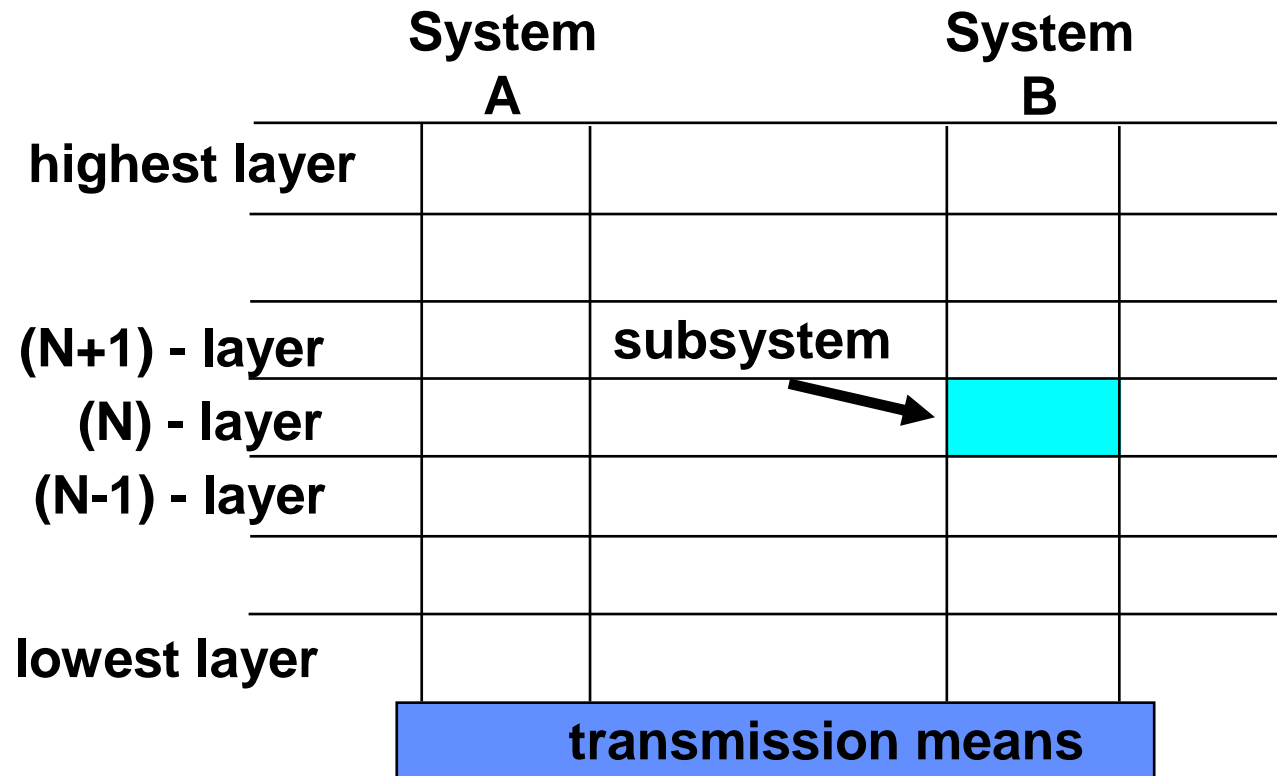 System
A
System
B
highest layer
(N+1) - layer
subsystem
(N) - layer
(N-1) - layer
lowest layer
transmission means